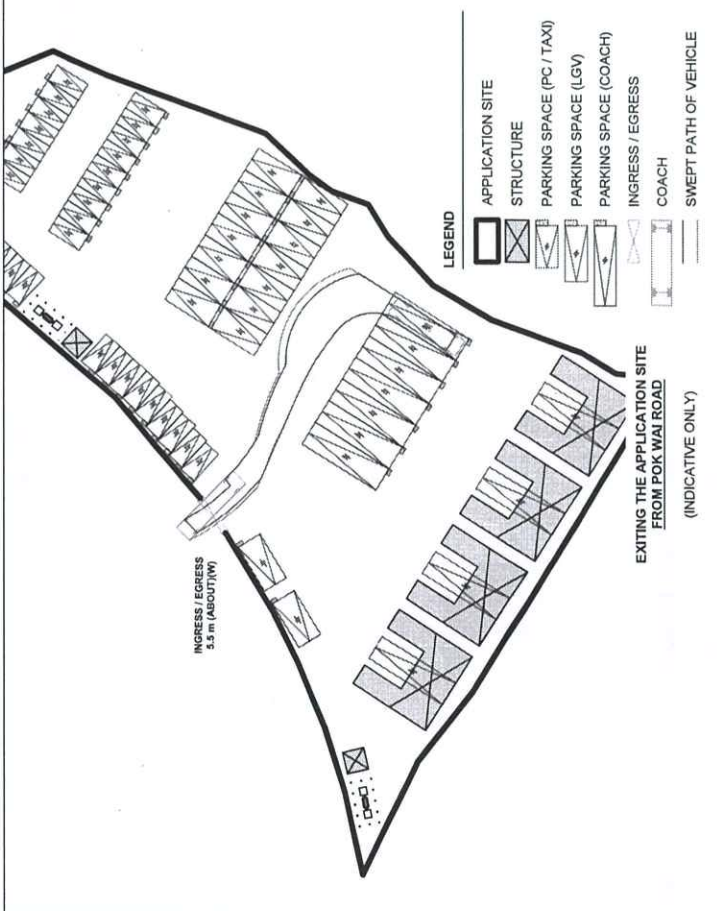 INGRESS / EGRESS
5.5 m (ABOUT)(W)
LEGEND
APPLICATION SITE
STRUCTURE
PARKING SPACE (PC / TAXI)
PARKING SPACE (LGV)
PARKING SPACE (COACH)
INGRESS / EGRESS
COACH
SWEPT PATH OF VEHICLE
EXITING THE APPLICATION SITE
FROM POK WAI ROAD
(INDICATIVE ONLY)